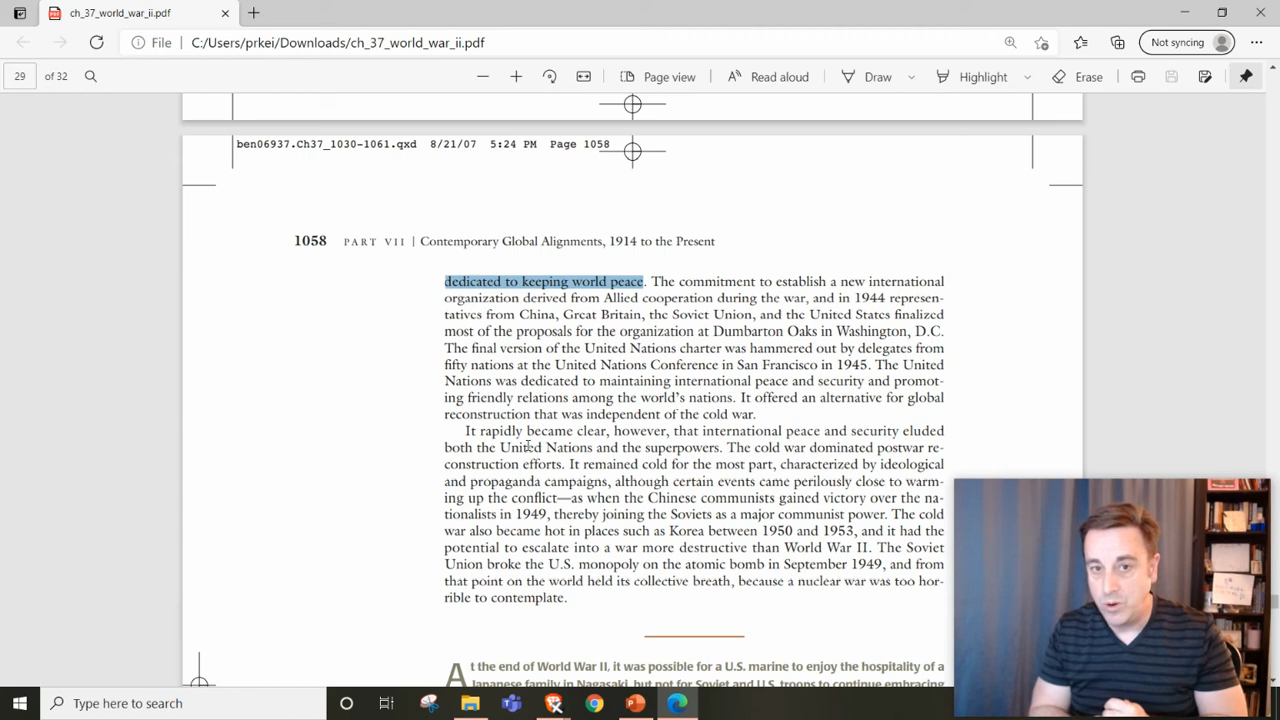 ch_37_world_war_ii.pdf
File
C:/Users/prkei/Downloads/ch_37_world_war_ii.pdf
Not syncing
29
of 32
Page view
Read aloud
Draw
Highlight
Erase
ben06937.Ch37_1030-1061.qxd 8/21/07 5:24 PM Page 1058
1058 PART VII | Contemporary Global Alignments, 1914 to the Present
dedicated to keeping world peace. The commitment to establish a new international
organization derived from Allied cooperation during the war, and in 1944 represen-
tatives from China, Great Britain, the Soviet Union, and the United States finalized
most of the proposals for the organization at Dumbarton Oaks in Washington, D.C.
The final version of the United Nations charter was hammered out by delegates from
fifty nations at the United Nations Conference in San Francisco in 1945. The United
Nations was dedicated to maintaining international peace and security and promot-
ing friendly relations among the world's nations. It offered an alternative for global
reconstruction that was independent of the cold war.
It rapidly became clear, however, that international peace and security eluded
both the United Nations and the superpowers. The cold war dominated postwar re-
construction efforts. It remained cold for the most part, characterized by ideological
and propaganda campaigns, although certain events came perilously close to warm-
ing up the conflict—as when the Chinese communists gained victory over the na-
tionalists in 1949, thereby joining the Soviets as a major communist power. The cold
war also became hot in places such as Korea between 1950 and 1953, and it had the
potential to escalate into a war more destructive than World War II. The Soviet
Union broke the U.S. monopoly on the atomic bomb in September 1949, and from
that point on the world held its collective breath, because a nuclear war was too hor-
rible to contemplate.
At the end of World War II, it was possible for a U.S. marine to enjoy the hospitality of a
Japanese family in Nagasaki, but not for Soviet and U.S. troops to continue embracing
Type here to search